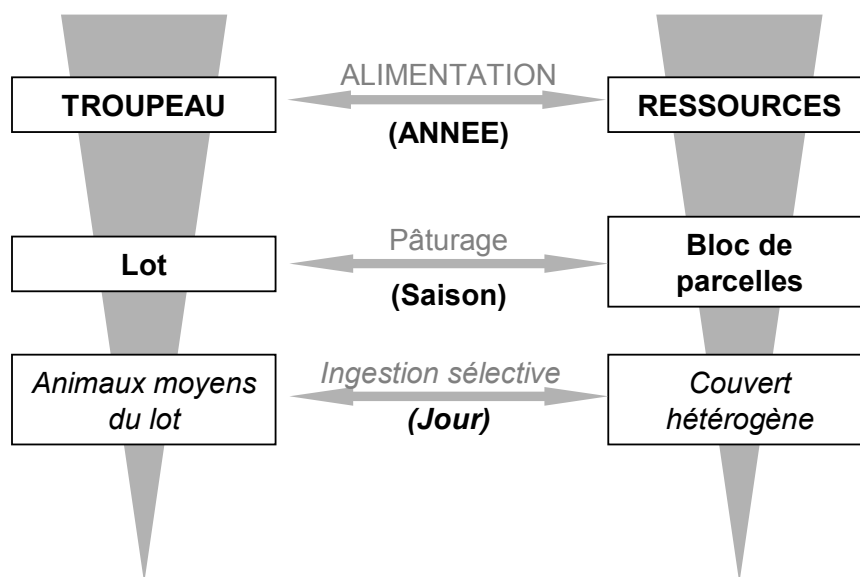 ALIMENTATION
TROUPEAU
RESSOURCES
(ANNEE)
Pâturage
Lot
Bloc de
parcelles
(Saison)
Animaux moyens
du lot
Ingestion sélective
(Jour)
Couvert
hétérogène